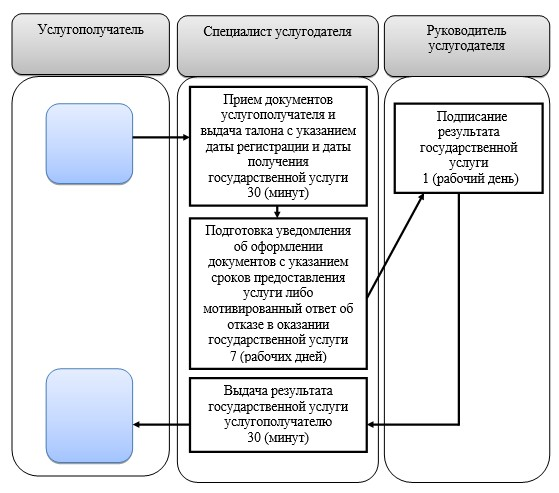 Услугополучатель
Специалист услугодателя
Руководитель
услугодателя
Прием документов
услугополучателя и
выдача талона с указанием
даты регистрации и даты
получения
государственной услуги
30 (минут)
Подготовка уведомления
об оформлении
документов с указанием
сроков предоставления
услуги либо
мотивированный ответ об
отказе в оказании
государственной услуги
7 (рабочих дней)
Подписание
результата
государственной
услуги
1 (рабочий день)
Выдача результата
государственной услуги
услугополучателю
30 (минут)